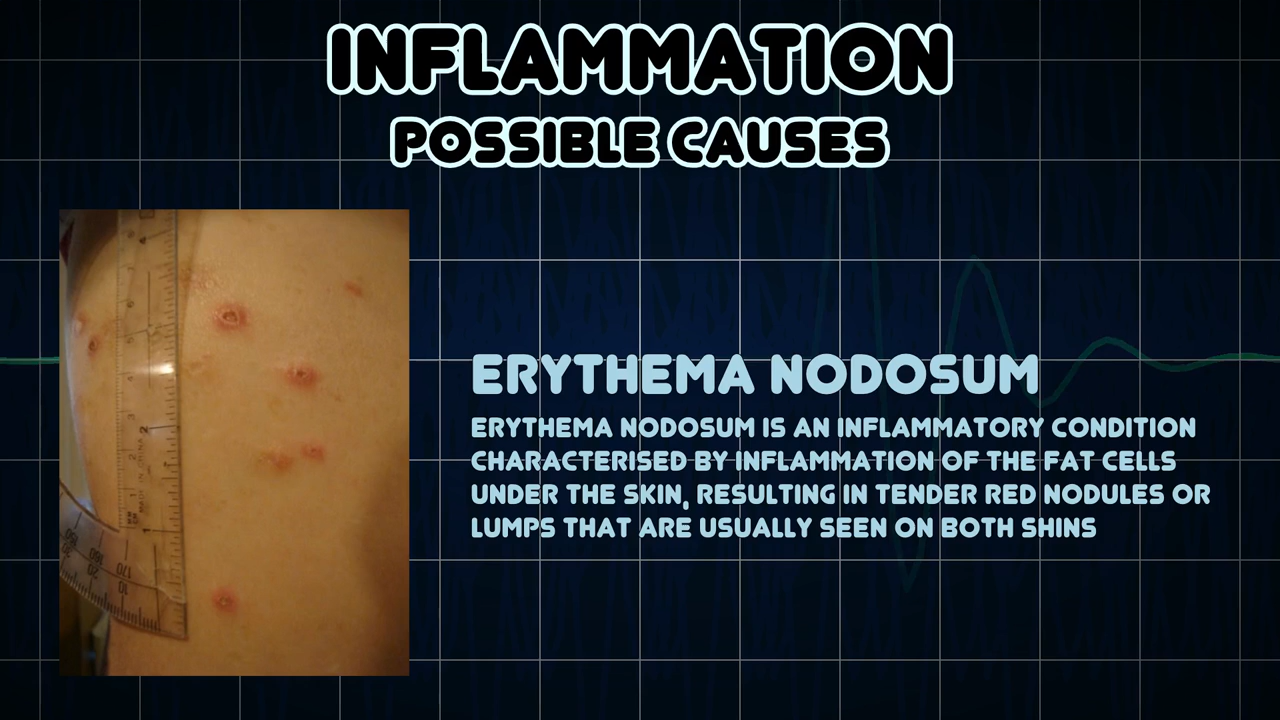 INFLAMMATION
POSSIBLE CAUSES
ERYTHEMA NODOSUM
ERYTHEMA NODOSUM IS AN INFLAMMATORY CONDITION
CHARACTERISED BY INFLAMMATION OF THE FAT CELLS
UNDER THE SKIN, RESULTING IN TENDER RED NODULES OR
LUMPS THAT ARE USUALLY SEEN ON BOTH SHINS